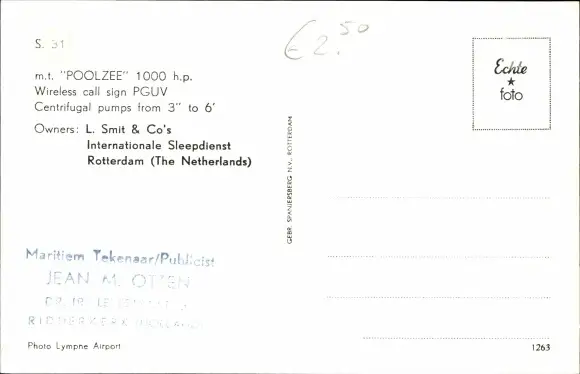 S. 31
€ 2.50
m.t. "POOLZEE" 1000 h.p.
Wireless call sign PGUV
Centrifugal pumps from 3" to 6'
Owners: L. Smit & Co's
Internationale Sleepdienst
Rotterdam (The Netherlands)
Echte
foto
GEBR. SPANJERSBERG N.V., ROTTERDAM
Maritiem Tekenaar/Publicist
JEAN M. OTTEN
DR. 
RIDDERKERK HOLLAND
Photo Lympne Airport
1263